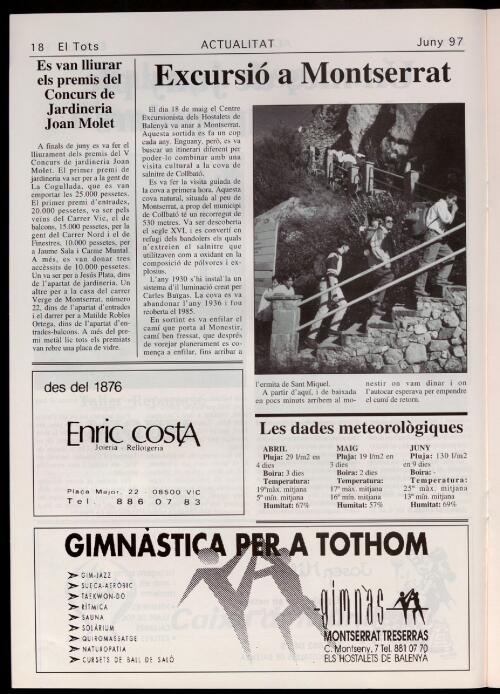 18 El Tots
ACTUALITAT
Juny 97
Es van lliurar
els premis del
Concurs de
Jardineria
Joan Molet
A finals de juny es va fer el
lliurament dels premis del V
Concurs de jardineria Joan
Molet. El primer premi de
jardineria va ser per a la gent de
La Cogullada, que es van
emportar les 25.000 pessetes.
El primer premi d'entrades,
20.000 pessetes, va ser pels
veïns del Carrer Vic, el de
balcons, 15.000 pessetes, per la
gent del Carrer Nord i el de
Finestres, 10.000 pessetes, per
a Jaume Sala i Carme Muntal.
A més, es van donar tres
accèssits de 10.000 pessetes.
Un va ser per a Jesús Plata, dins
de l'apartat de jardineria. Un
altre per a la casa del carrer
Verge de Montserrat, número
22, dins de l'apartat d'entrades
i el darrer per a Matilde Robles
Ortega, dins de l'apartat d'en-
trades-balcons. A més del pre-
mi metàl·lic tots els premiats
van rebre una placa de vidre.
Excursió a Montserrat
El dia 18 de maig el Centre
Excursionista dels Hostalets de
Balenyà va anar a Montserrat.
Aquesta sortida es fa un cop
cada any. Enguany, però, es va
buscar un itinerari diferent per
poder-lo combinar amb una
visita cultural a la cova de
salnitre de Collbató.
Es va fer la visita guiada de
la cova a primera hora. Aquesta
cova natural, situada al peu de
Montserrat, a prop del municipi
de Collbató té un recorregut de
530 metres. Va ser descoberta
el segle XVI, i es convertí en
refugi dels bandolers els quals
n'extreien el salnitre que
utilitzaven com a oxidant en la
composició de pólvores i ex-
plosius.
L'any 1930 s'hi instal·là un
sistema d'il·luminació creat per
Carles Buïgas. La cova es va
abandonar l'any 1936 i fou
reoberta el 1985.
En sortint es va enfilar el
camí que porta al Monestir,
camí ben fressat, que després
de vorejar planerament es co-
mença a enfilar, fins arribar a
l'ermita de Sant Miquel.
A partir d'aquí, i de baixada
en pocs minuts arribem al mo-
nestir on vam dinar i on
l'autocar esperava per emprendre
el camí de retorn.
des del 1876
Enric costA
Joieria - Rellotgeria
Plaça Major, 22 - 08500 VIC
Tel. 886 07 83
Les dades meteorològiques
ABRIL
Pluja: 29 l/m2 en
4 dies
Boira: 3 dies
Temperatura:
19º màx. mitjana
5º mín. mitjana
Humitat: 67%
MAIG
Pluja: 19 l/m2 en
3 dies
Boira: 2 dies
Temperatura:
17º màx. mitjana
16º mín. mitjana
Humitat: 57%
JUNY
Pluja: 130 l/m2
en 9 dies
Boira: -
Temperatura:
25º màx. mitjana
13º mín. mitjana
Humitat: 69%
GIMNÀSTICA PER A TOTHOM
➤ GIM-JAZZ
➤ SUECA-AERÒBIC
➤ TAEKWON-DO
➤ RÍTMICA
➤ SAUNA
➤ SOLÀRIUM
➤ QUIROMASSATGE
➤ NATUROPATIA
➤ CURSETS DE BALL DE SALÓ
gimnàs
MONTSERRAT TRESERRAS
C. Montseny, 7 Tel. 881 07 70
ELS HOSTALETS DE BALENYÀ